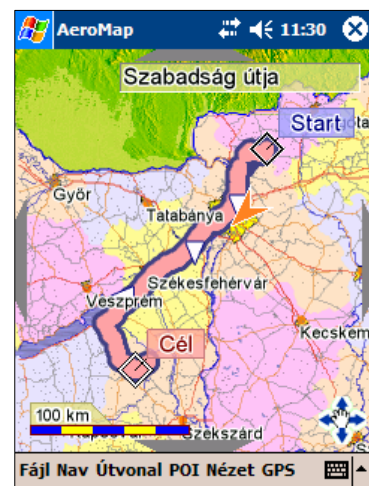 AeroMap 11:30
Szabadság útja
Start
Győr
Tatabánya
Székesfehérvár
Veszprém
Kecskem
Cél
100 km
Szekszárd
Fájl Nav Útvonal POI Nézet GPS